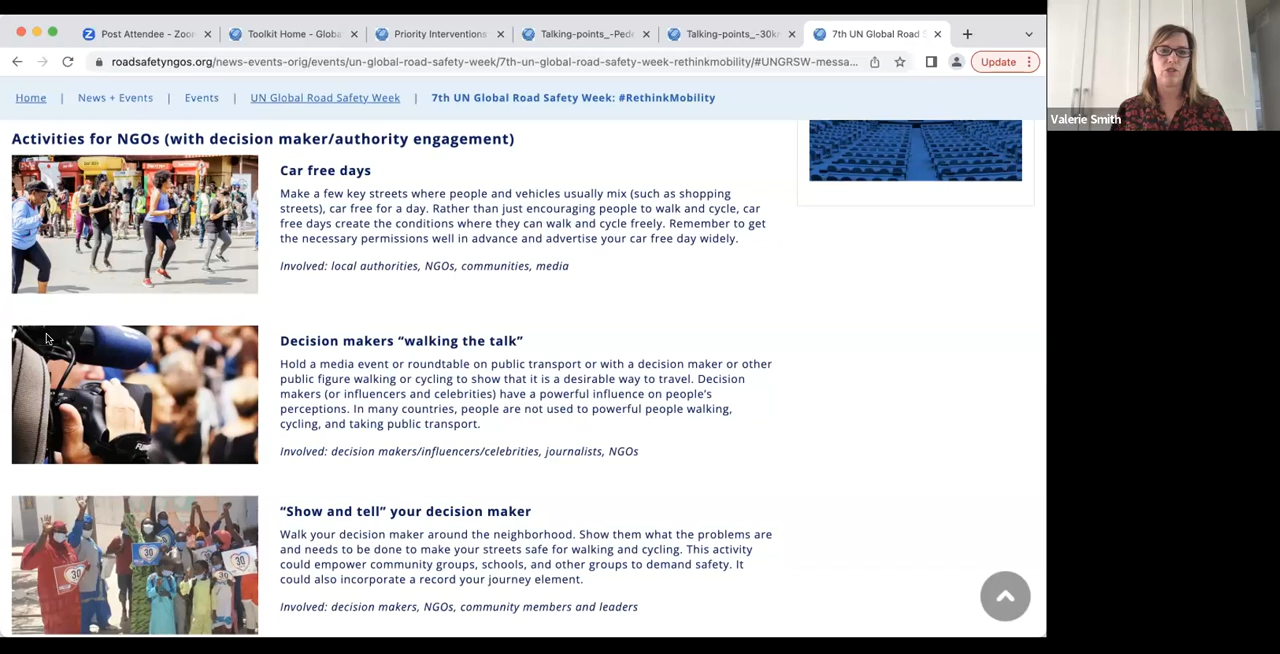 Post Attendee - Zoo
Toolkit Home - Globa
Priority Interventions
Talking-points_-Ped
Talking-points_-30k
7th UN Global Road S
roadsafetyngos.org/news-events-orig/events/un-global-road-safety-week/7th-un-global-road-safety-week-rethinkmobility/#UNGRSW-messa...
Update
Home | News + Events | Events | UN Global Road Safety Week | 7th UN Global Road Safety Week: #RethinkMobility
Valerie Smith
Activities for NGOs (with decision maker/authority engagement)
Car free days
Make a few key streets where people and vehicles usually mix (such as shopping
streets), car free for a day. Rather than just encouraging people to walk and cycle, car
free days create the conditions where they can walk and cycle freely. Remember to get
the necessary permissions well in advance and advertise your car free day widely.
Involved: local authorities, NGOs, communities, media
Decision makers “walking the talk”
Hold a media event or roundtable on public transport or with a decision maker or other
public figure walking or cycling to show that it is a desirable way to travel. Decision
makers (or influencers and celebrities) have a powerful influence on people’s
perceptions. In many countries, people are not used to powerful people walking,
cycling, and taking public transport.
Involved: decision makers/influencers/celebrities, journalists, NGOs
“Show and tell” your decision maker
Walk your decision maker around the neighborhood. Show them what the problems are
and needs to be done to make your streets safe for walking and cycling. This activity
could empower community groups, schools, and other groups to demand safety. It
could also incorporate a record your journey element.
Involved: decision makers, NGOs, community members and leaders
30
30
30
30